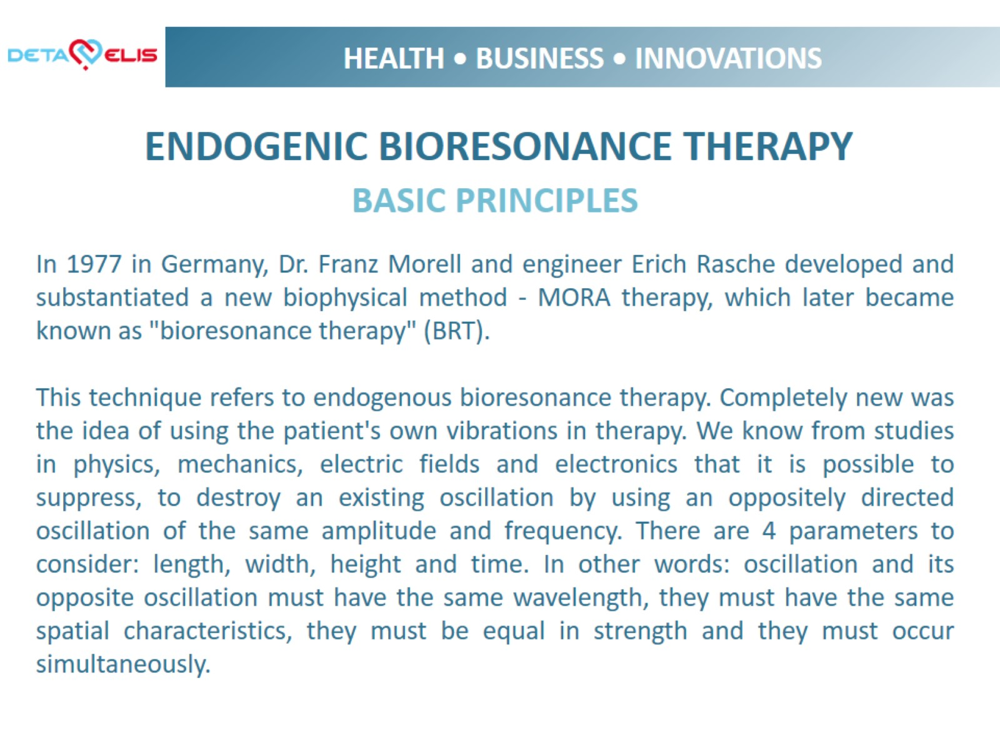 DETA ELIS
HEALTH • BUSINESS • INNOVATIONS
ENDOGENIC BIORESONANCE THERAPY
BASIC PRINCIPLES
In 1977 in Germany, Dr. Franz Morell and engineer Erich Rasche developed and
substantiated a new biophysical method - MORA therapy, which later became
known as "bioresonance therapy" (BRT).
This technique refers to endogenous bioresonance therapy. Completely new was
the idea of using the patient's own vibrations in therapy. We know from studies
in physics, mechanics, electric fields and electronics that it is possible to
suppress, to destroy an existing oscillation by using an oppositely directed
oscillation of the same amplitude and frequency. There are 4 parameters to
consider: length, width, height and time. In other words: oscillation and its
opposite oscillation must have the same wavelength, they must have the same
spatial characteristics, they must be equal in strength and they must occur
simultaneously.